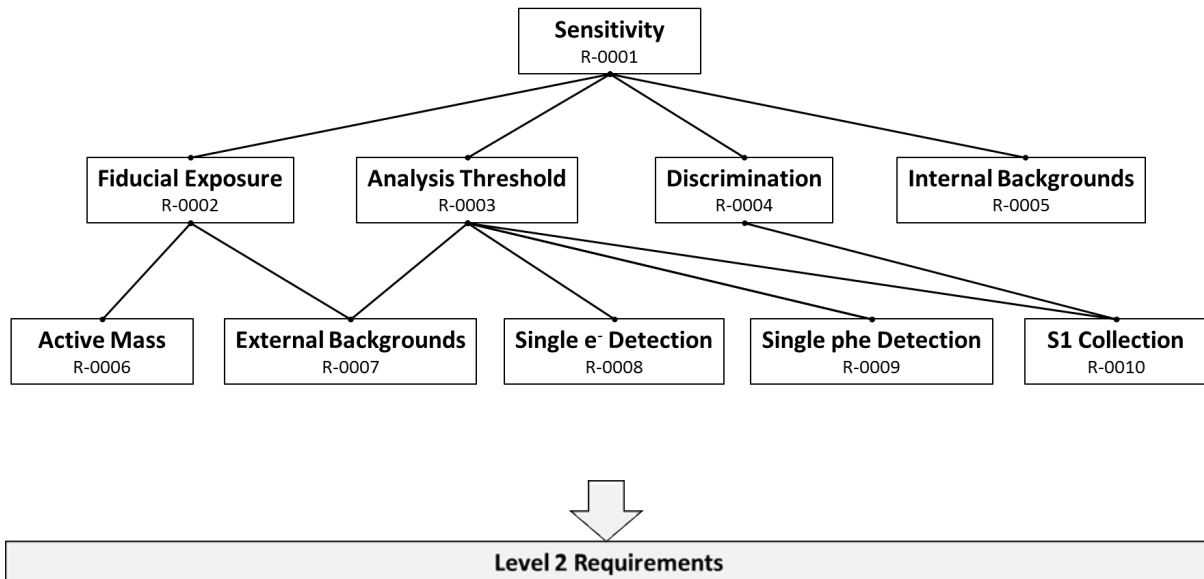 Sensitivity
R-0001
Fiducial Exposure
R-0002
Analysis Threshold
R-0003
Discrimination
R-0004
Internal Backgrounds
R-0005
Active Mass
R-0006
External Backgrounds
R-0007
Single e⁻ Detection
R-0008
Single phe Detection
R-0009
S1 Collection
R-0010
Level 2 Requirements